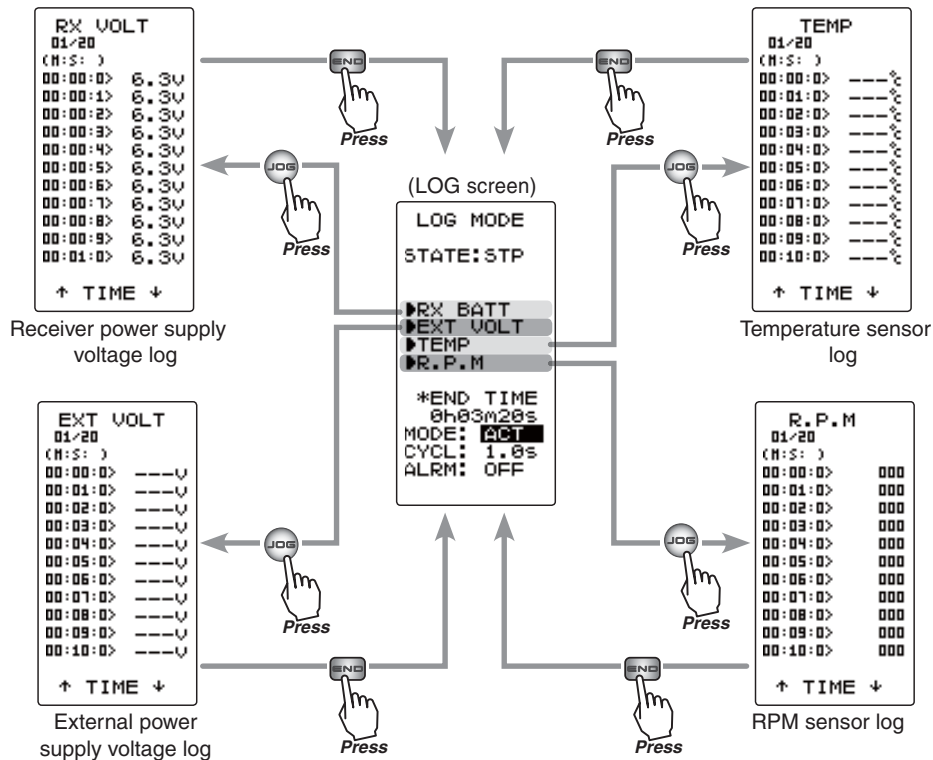 RX VOLT
01/20
(M:S: )
00:00:0> 6.3V
00:00:1> 6.3V
00:00:2> 6.3V
00:00:3> 6.3V
00:00:4> 6.3V
00:00:5> 6.3V
00:00:6> 6.3V
00:00:7> 6.3V
00:00:8> 6.3V
00:00:9> 6.3V
00:01:0> 6.3V
↑ TIME ↓
Receiver power supply
voltage log
END
Press
JOG
Press
END
Press
JOG
Press
TEMP
01/20
(M:S: )
00:00:0> ---℃
00:01:0> ---℃
00:02:0> ---℃
00:03:0> ---℃
00:04:0> ---℃
00:05:0> ---℃
00:06:0> ---℃
00:07:0> ---℃
00:08:0> ---℃
00:09:0> ---℃
00:10:0> ---℃
↑ TIME ↓
Temperature sensor
log
(LOG screen)
LOG MODE
STATE:STP
▶RX BATT
▶EXT VOLT
▶TEMP
▶R.P.M
*END TIME
0h03m20s
MODE: ACT
CYCL: 1.0s
ALRM: OFF
EXT VOLT
01/20
(M:S: )
00:00:0> ---V
00:01:0> ---V
00:02:0> ---V
00:03:0> ---V
00:04:0> ---V
00:05:0> ---V
00:06:0> ---V
00:07:0> ---V
00:08:0> ---V
00:09:0> ---V
00:10:0> ---V
↑ TIME ↓
External power
supply voltage log
JOG
Press
END
Press
JOG
Press
END
Press
R.P.M
01/20
(M:S: )
00:00:0> 000
00:01:0> 000
00:02:0> 000
00:03:0> 000
00:04:0> 000
00:05:0> 000
00:06:0> 000
00:07:0> 000
00:08:0> 000
00:09:0> 000
00:10:0> 000
↑ TIME ↓
RPM sensor log